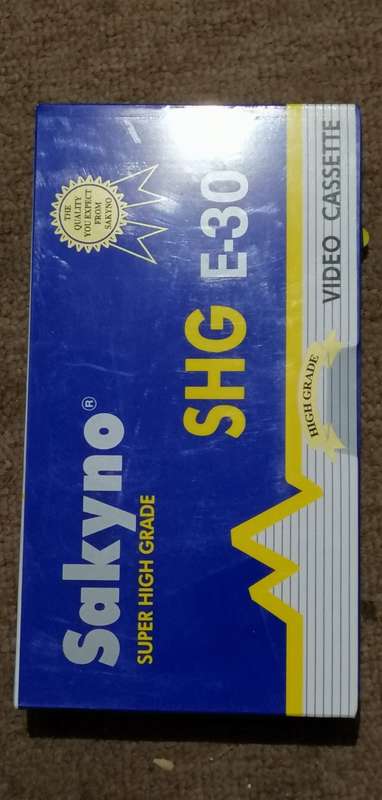 Sakyno®
SUPER HIGH GRADE
THE
QUALITY
YOU EXPECT
FROM
SAKYNO
SHG E-30
HIGH GRADE
VIDEO CASSETTE